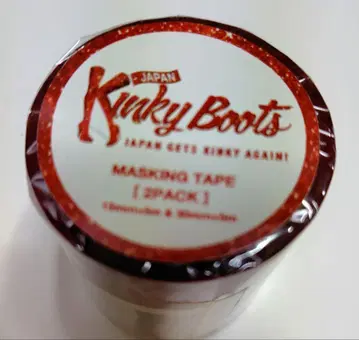 JAPAN
Kinky Boots
JAPAN GETS KINKY AGAIN!
MASKING TAPE
[ 2PACK ]